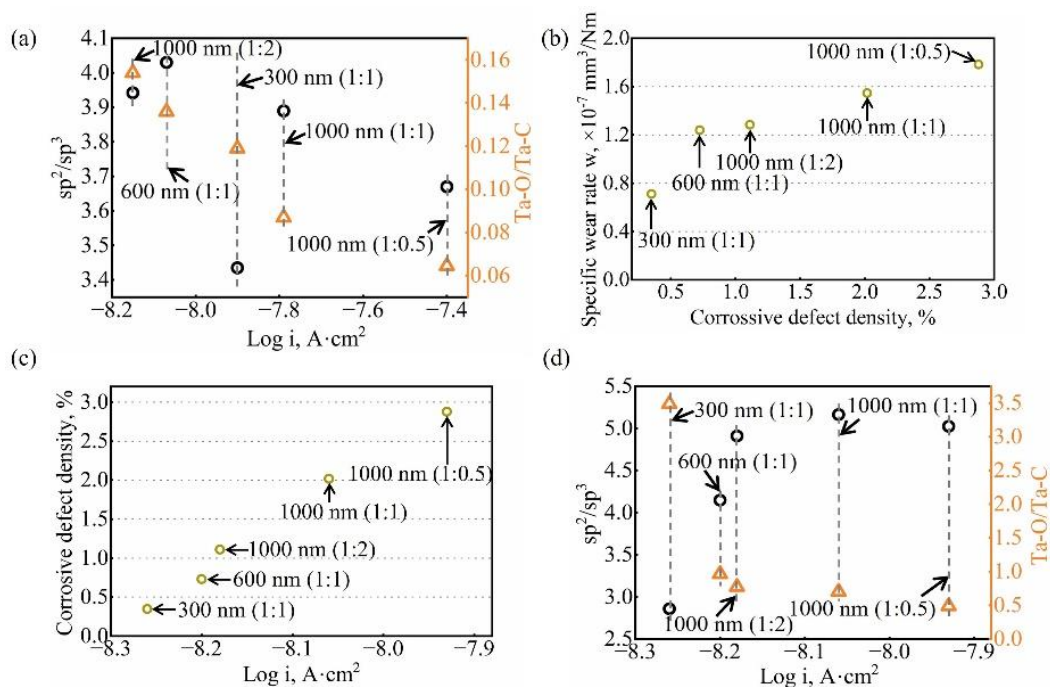 (a)
4.1
4.0
3.9
3.8
3.7
3.6
3.5
3.4
sp²/sp³
0.16
0.14
0.12
0.10
0.08
0.06
Ta-O/Ta-C
1000 nm (1:2)
300 nm (1:1)
1000 nm (1:1)
600 nm (1:1)
1000 nm (1:0.5)
−8.2 −8.0 −7.8 −7.6 −7.4
Log i, A·cm²
(b)
Specific wear rate w, ×10⁻⁷ mm³/Nm
2.0
1.6
1.2
0.8
0.4
0.0
1000 nm (1:0.5)
1000 nm (1:1)
1000 nm (1:2)
600 nm (1:1)
300 nm (1:1)
0.5 1.0 1.5 2.0 2.5 3.0
Corrossive defect density, %
(c)
Corrosive defect density, %
3.0
2.5
2.0
1.5
1.0
0.5
0.0
1000 nm (1:0.5)
1000 nm (1:1)
1000 nm (1:2)
600 nm (1:1)
300 nm (1:1)
−8.3 −8.2 −8.1 −8.0 −7.9
Log i, A·cm²
(d)
sp²/sp³
5.5
5.0
4.5
4.0
3.5
3.0
2.5
3.5
3.0
2.5
2.0
1.5
1.0
0.5
0.0
Ta-O/Ta-C
300 nm (1:1)
1000 nm (1:1)
600 nm (1:1)
1000 nm (1:0.5)
1000 nm (1:2)
−8.3 −8.2 −8.1 −8.0 −7.9
Log i, A·cm²